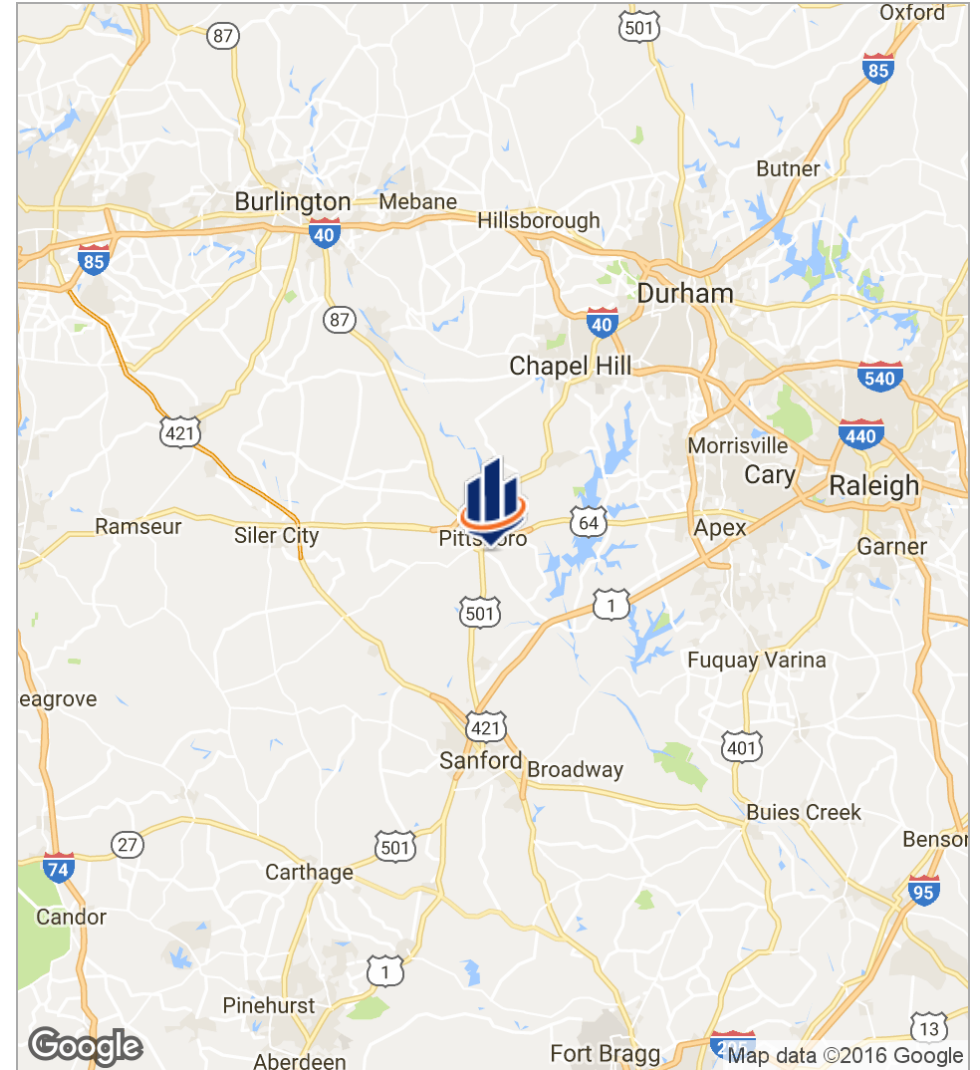 Oxford
87
501
85
Butner
Burlington
Mebane
Hillsborough
40
85
Durham
87
40
Chapel Hill
540
421
440
Morrisville
Cary
Raleigh
Ramseur
Siler City
64
Apex
Garner
501
1
Fuquay Varina
eagrove
421
401
Sanford
Broadway
Buies Creek
27
501
Benson
74
Carthage
95
Candor
1
Pinehurst
13
Google
Fort Bragg
Map data ©2016 Google
Aberdeen